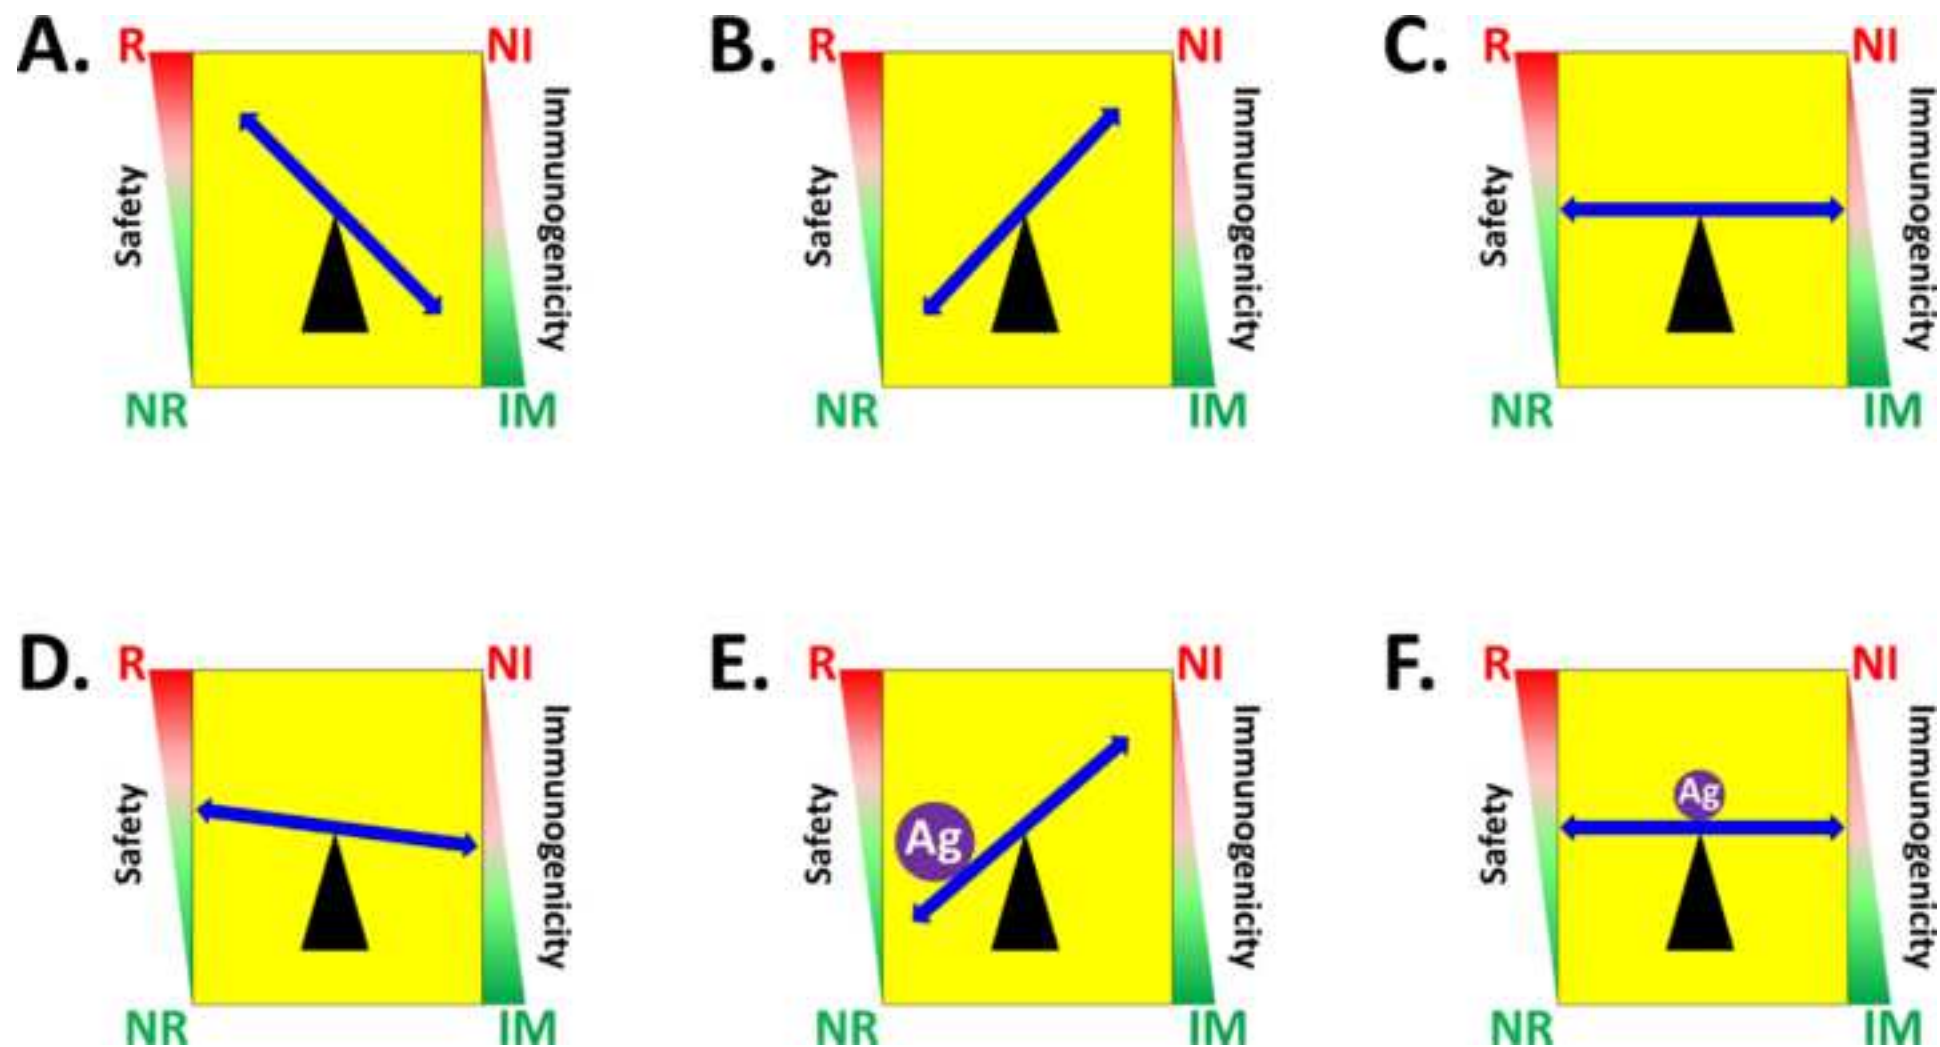 A.
R
NI
Safety
Immunogenicity
NR
IM
B.
R
NI
Safety
Immunogenicity
NR
IM
C.
R
NI
Safety
Immunogenicity
NR
IM
D.
R
NI
Safety
Immunogenicity
NR
IM
E.
R
NI
Safety
Ag
Immunogenicity
NR
IM
F.
R
NI
Safety
Ag
Immunogenicity
NR
IM